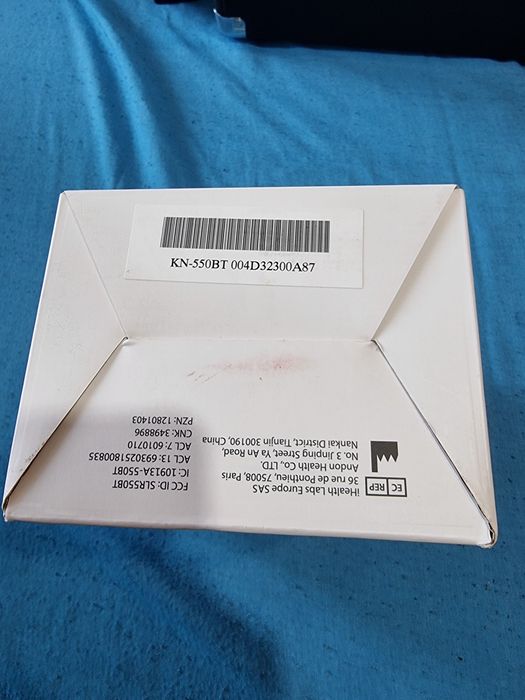 KN-550BT 004D32300A87
EC REP
iHealth Labs Europe SAS
36 rue de Ponthieu, 75008, Paris
Andon Health Co., LTD.
No. 3 Jinping Street, Ya An Road,
Nankai District, Tianjin 300190, China
FCC ID: SLR550BT
IC: 10913A-550BT
ACL 13: 6930251800835
ACL 7: 6010710
CNK: 3498896
PZN: 12801403